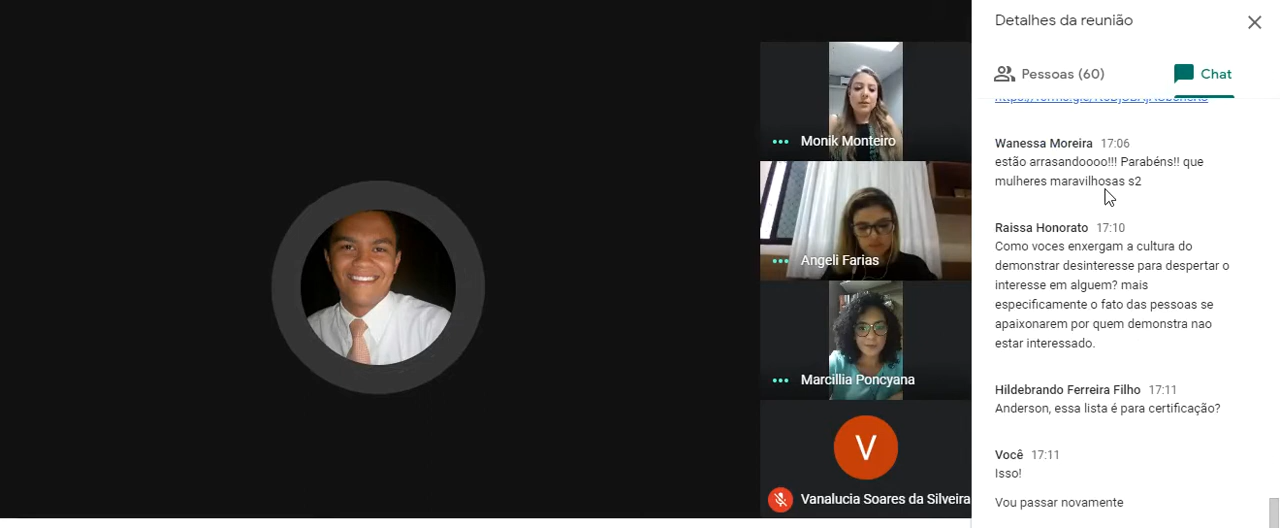 Detalhes da reunião
Pessoas (60)
Chat
Wanessa Moreira 17:06
estão arrasandoooo!!! Parabéns!! que
mulheres maravilhosas s2
Raissa Honorato 17:10
Como voces enxergam a cultura do
demonstrar desinteresse para despertar o
interesse em alguem? mais
especificamente o fato das pessoas se
apaixonarem por quem demonstra nao
estar interessado.
Hildebrando Ferreira Filho 17:11
Anderson, essa lista é para certificação?
Você 17:11
Isso!
Vou passar novamente
Monik Monteiro
Angeli Farias
Marcillia Poncyana
V
Vanalucia Soares da Silveira